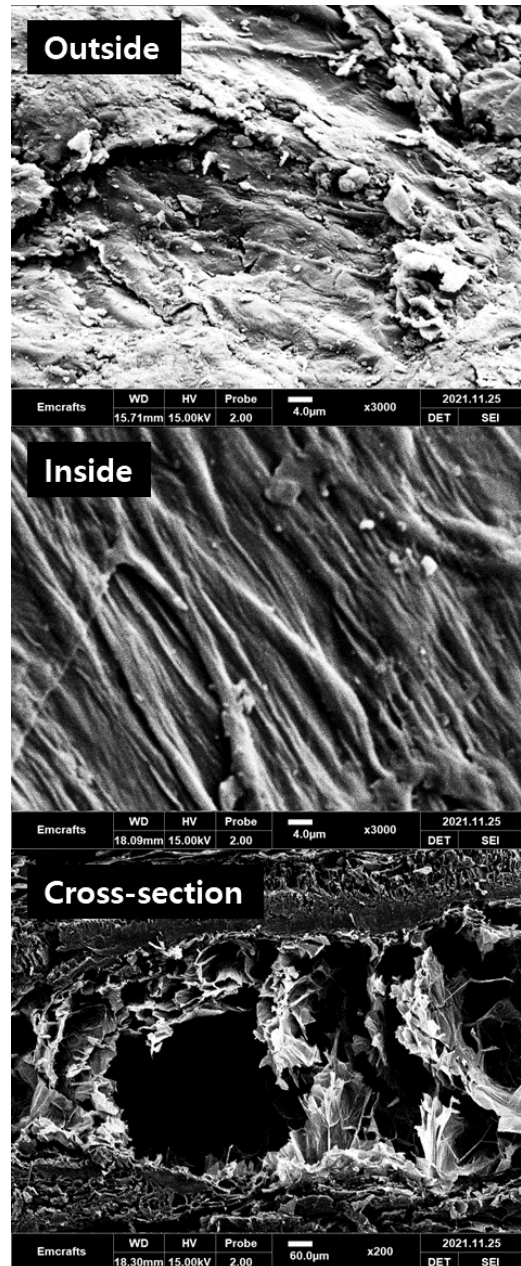 Outside
Emcrafts WD HV Probe 4.0µm x3000 2021.11.25
15.71mm 15.00kV 2.00 DET SEI
Inside
Emcrafts WD HV Probe 4.0µm x3000 2021.11.25
18.09mm 15.00kV 2.00 DET SEI
Cross-section
Emcrafts WD HV Probe 60.0µm x200 2021.11.25
18.30mm 15.00kV 2.00 DET SEI